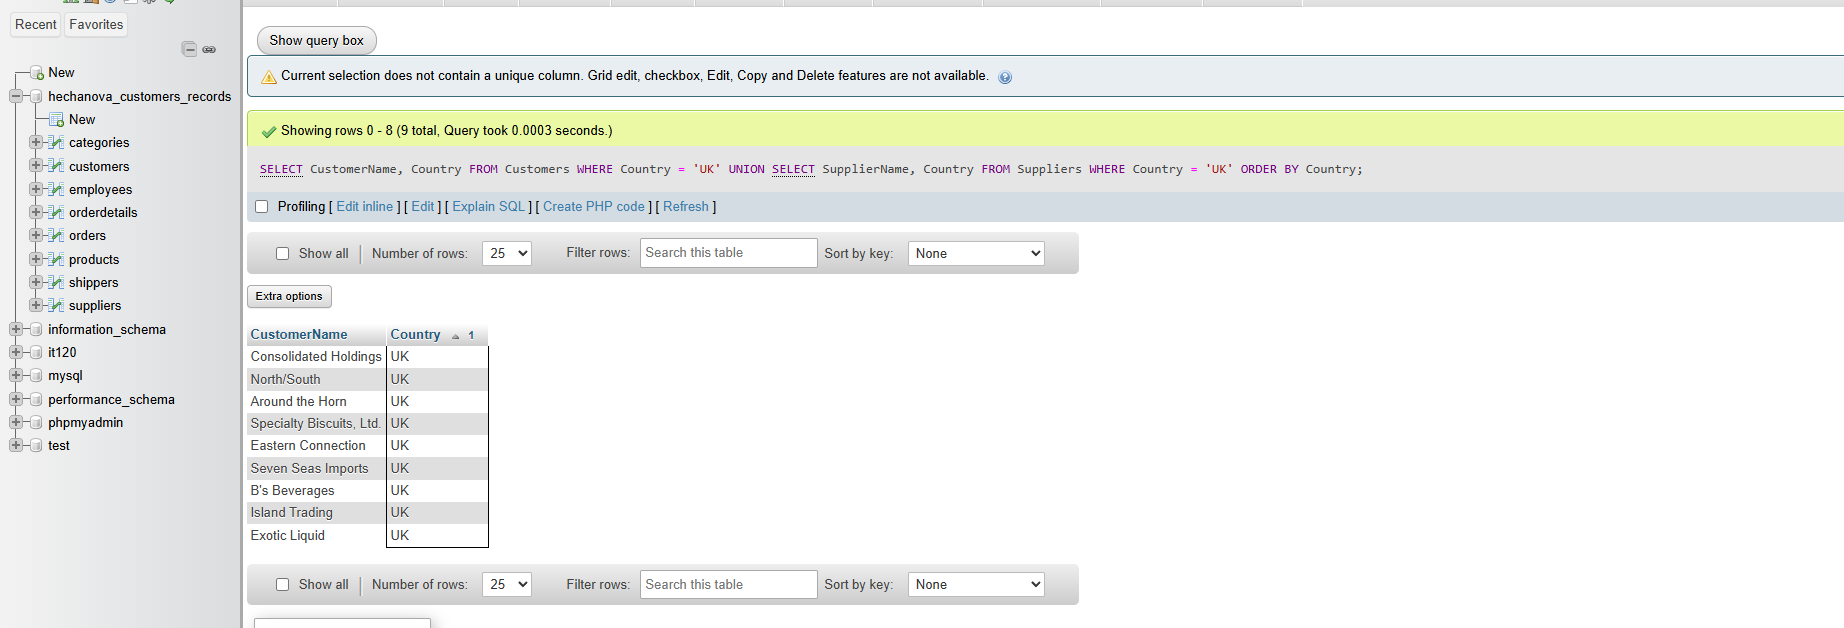 Recent Favorites
New
hechanova_customers_records
New
categories
customers
employees
orderdetails
orders
products
shippers
suppliers
information_schema
it120
mysql
performance_schema
phpmyadmin
test
Show query box
Current selection does not contain a unique column. Grid edit, checkbox, Edit, Copy and Delete features are not available.
Showing rows 0 - 8 (9 total, Query took 0.0003 seconds.)
SELECT CustomerName, Country FROM Customers WHERE Country = 'UK' UNION SELECT SupplierName, Country FROM Suppliers WHERE Country = 'UK' ORDER BY Country;
Profiling [ Edit inline ] [ Edit ] [ Explain SQL ] [ Create PHP code ] [ Refresh ]
Show all | Number of rows: 25 Filter rows: Search this table Sort by key: None
Extra options
CustomerName Country 1
Consolidated Holdings UK
North/South UK
Around the Horn UK
Specialty Biscuits, Ltd. UK
Eastern Connection UK
Seven Seas Imports UK
B's Beverages UK
Island Trading UK
Exotic Liquid UK
Show all | Number of rows: 25 Filter rows: Search this table Sort by key: None